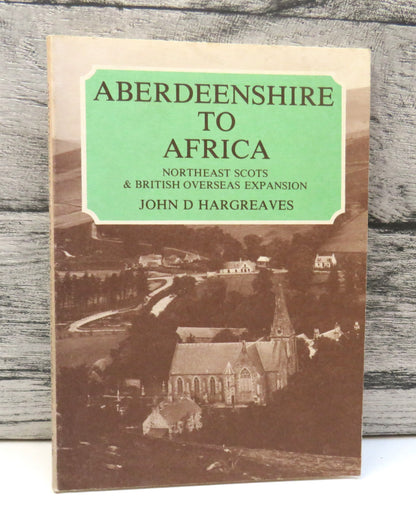 ABERDEENSHIRE
TO
AFRICA
NORTHEAST SCOTS
& BRITISH OVERSEAS EXPANSION
JOHN D HARGREAVES